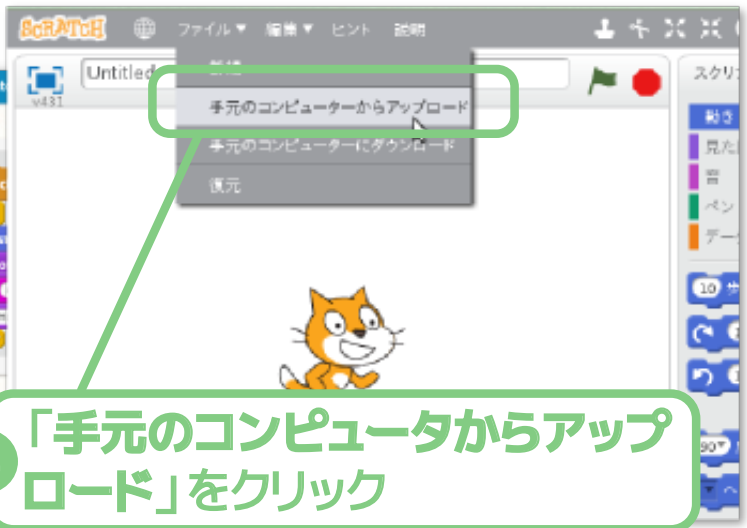 SCRATCH ファイル▼ 編集▼ ヒント 説明
Untitled
v431
手元のコンピューターからアップロード
手元のコンピューターにダウンロード
復元
スクリ
動き
見た
音
ペン
デー
10 歩
90▼
「手元のコンピュータからアップ
ロード」をクリック